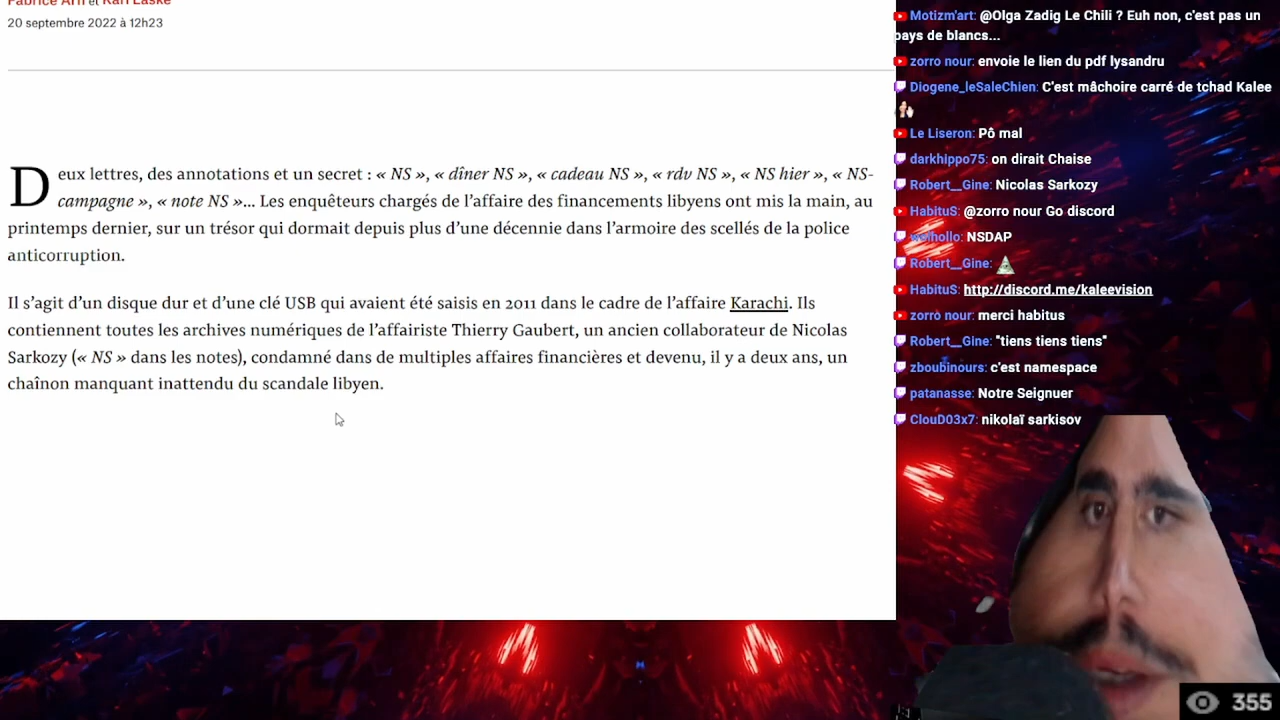 Fabrice Arfi et Karl Laske
20 septembre 2022 à 12h23
Deux lettres, des annotations et un secret : « NS », « dîner NS », « cadeau NS », « rdv NS », « NS hier », « NS-
campagne », « note NS »... Les enquêteurs chargés de l’affaire des financements libyens ont mis la main, au
printemps dernier, sur un trésor qui dormait depuis plus d’une décennie dans l’armoire des scellés de la police
anticorruption.
Il s’agit d’un disque dur et d’une clé USB qui avaient été saisis en 2011 dans le cadre de l’affaire Karachi. Ils
contiennent toutes les archives numériques de l’affairiste Thierry Gaubert, un ancien collaborateur de Nicolas
Sarkozy (« NS » dans les notes), condamné dans de multiples affaires financières et devenu, il y a deux ans, un
chaînon manquant inattendu du scandale libyen.
Motizm'art: @Olga Zadig Le Chili ? Euh non, c'est pas un
pays de blancs...
zorro nour: envoie le lien du pdf lysandru
Diogene_leSaleChien: C'est mâchoire carré de tchad Kalee
Le Liseron: Pô mal
darkhippo75: on dirait Chaise
Robert__Gine: Nicolas Sarkozy
HabituS: @zorro nour Go discord
NSDAP
Robert__Gine:
HabituS: http://discord.me/kaleevision
zorro nour: merci habitus
Robert__Gine: "tiens tiens tiens"
zboubinours: c'est namespace
patanasse: Notre Seignuer
ClouD03x7: nikolaï sarkisov
355